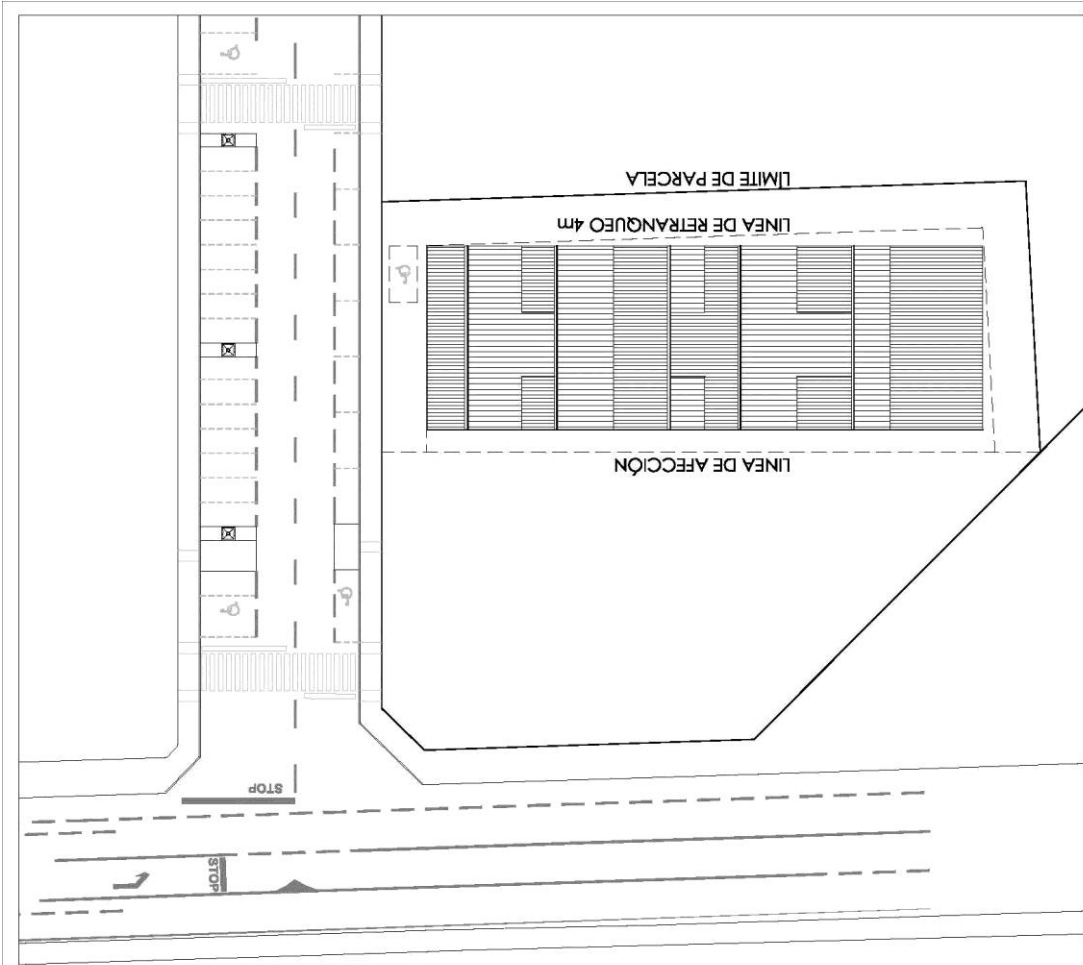 LÍMITE DE PARCELA
LINEA DE RETRANQUEO 4m
LINEA DE AFECCIÓN
STOP
STOP